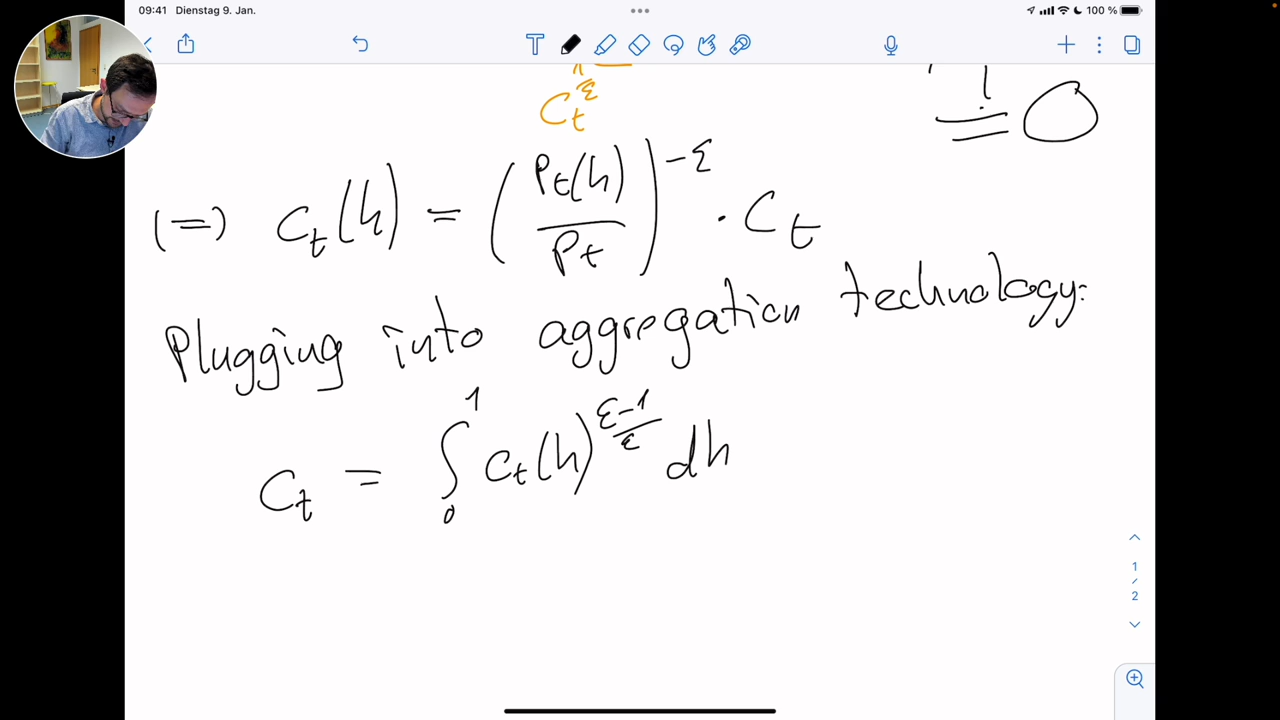 09:41 Dienstag 9. Jan. 100 %
T
c_t^ε
! = 0
(=) c_t(h) = (P_t(h) / P_t)^{-ε} · c_t
Plugging into aggregation technology:
c_t = ∫_0^1 c_t(h)^{(ε-1)/ε} dh
1
/
2